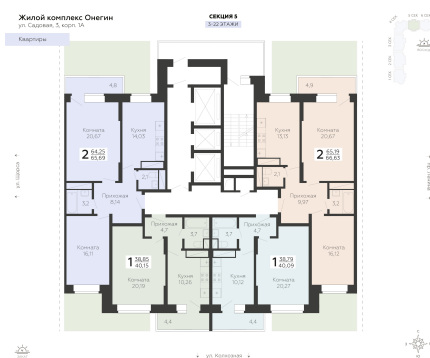 Жилой комплекс Онегин
ул. Садовая, 3, корп. 1А
Квартиры
СЕКЦИЯ 5
5-22 ЭТАЖИ
4,8
4,9
Комната
20,67
Кухня
14,03
Кухня
13,13
Комната
20,67
2 64,25
65,69
2 65,19
66,63
2,1
2,1
3,2
3,2
Прихожая
8,14
Прихожая
9,97
Комната
16,11
Комната
16,12
Прихожая
4,7
Прихожая
4,7
3,7
3,7
1 38,85
40,15
1 38,79
40,09
Комната
20,19
Кухня
10,26
Кухня
10,12
Комната
20,27
4,4
4,4
ул. Колхозная